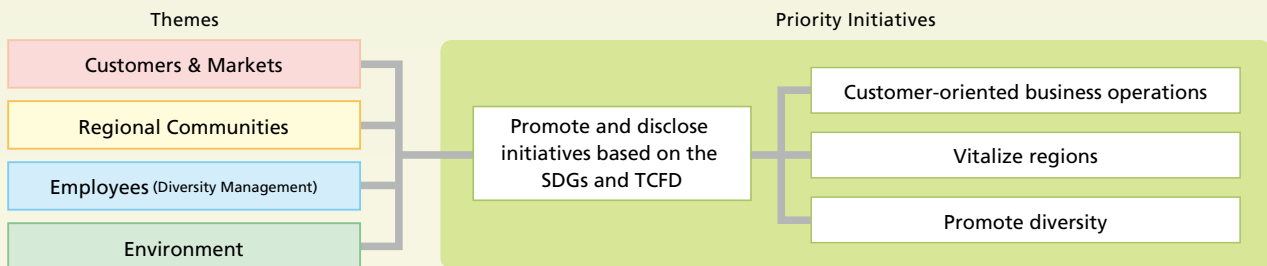 Themes
Priority Initiatives
Customers & Markets
Regional Communities
Employees (Diversity Management)
Environment
Promote and disclose
initiatives based on the
SDGs and TCFD
Customer-oriented business operations
Vitalize regions
Promote diversity